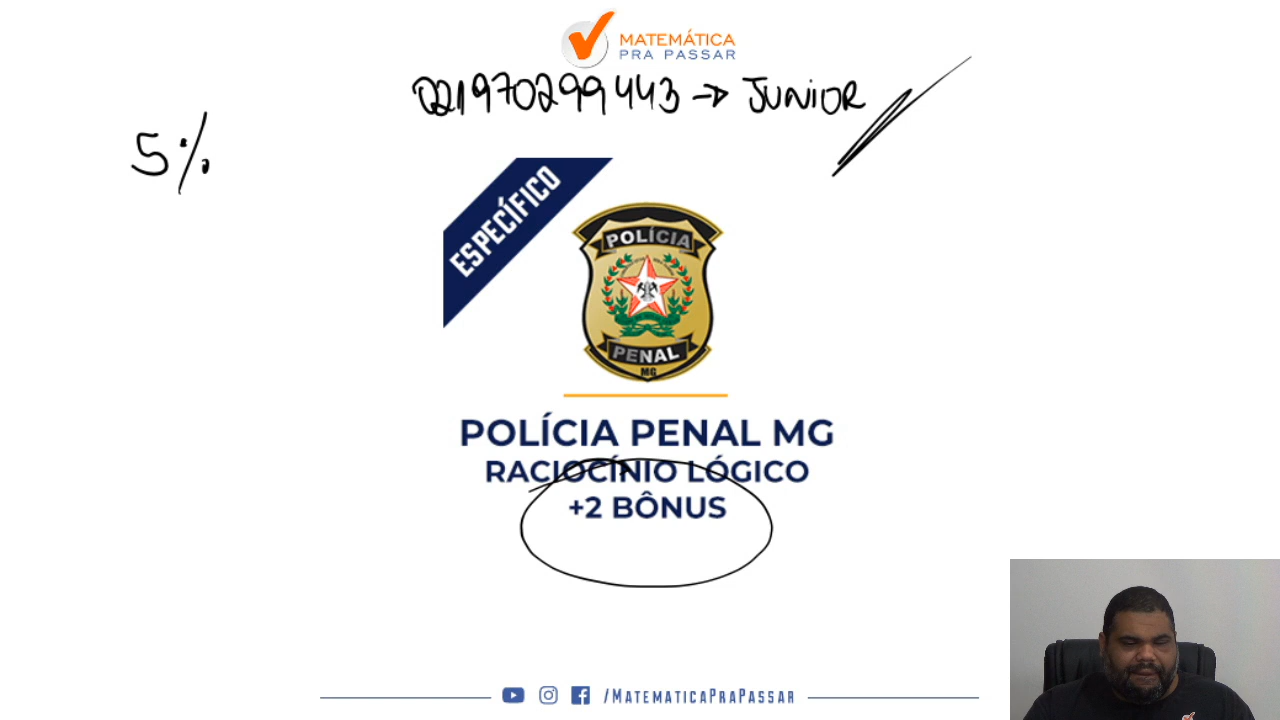 MATEMÁTICA
PRA PASSAR
021970299443 → JUNIOR
5%
ESPECÍFICO
POLÍCIA
PENAL
MG
POLÍCIA PENAL MG
RACIOCÍNIO LÓGICO
+2 BÔNUS
/MATEMATICAPRAPASSAR